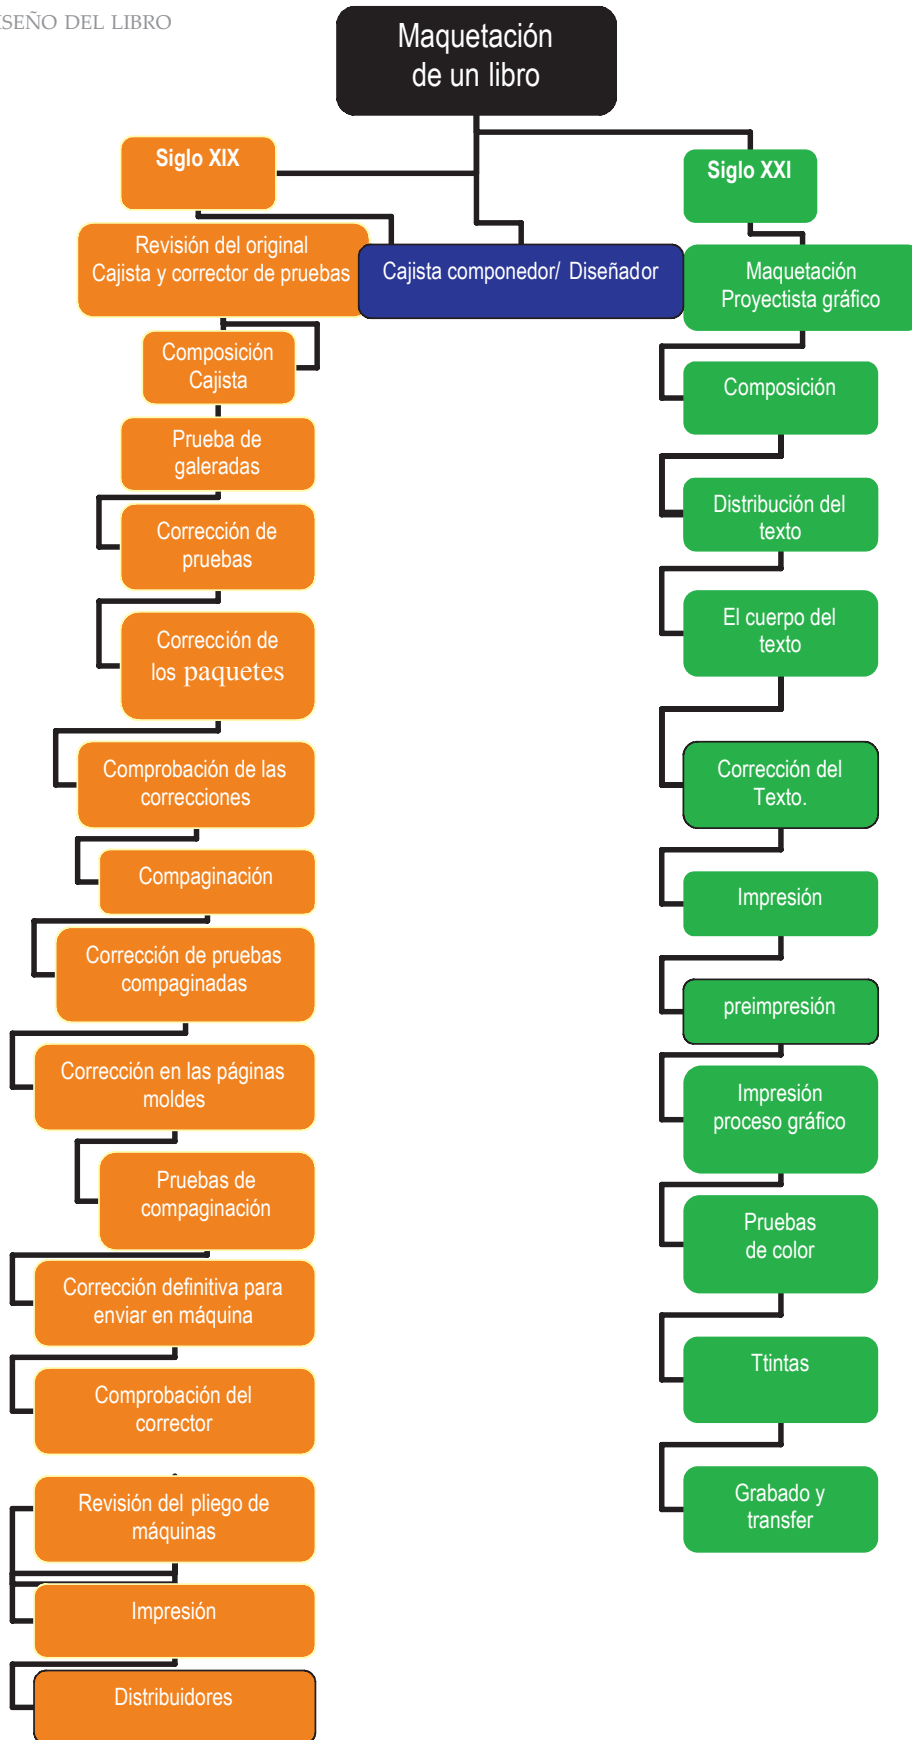 DISEÑO DEL LIBRO
Maquetación
de un libro
Siglo XIX
Siglo XXI
Revisión del original
Cajista y corrector de pruebas
Cajista componedor/ Diseñador
Maquetación
Proyectista gráfico
Composición
Cajista
Prueba de
galeradas
Corrección de
pruebas
Corrección de
los paquetes
Comprobación de las
correcciones
Compaginación
Corrección de pruebas
compaginadas
Corrección en las páginas
moldes
Pruebas de
compaginación
Corrección definitiva para
enviar en máquina
Comprobación del
corrector
Revisión del pliego de
máquinas
Impresión
Distribuidores
Composición
Distribución del
texto
El cuerpo del
texto
Corrección del
Texto.
Impresión
preimpresión
Impresión
proceso gráfico
Pruebas
de color
Ttintas
Grabado y
transfer